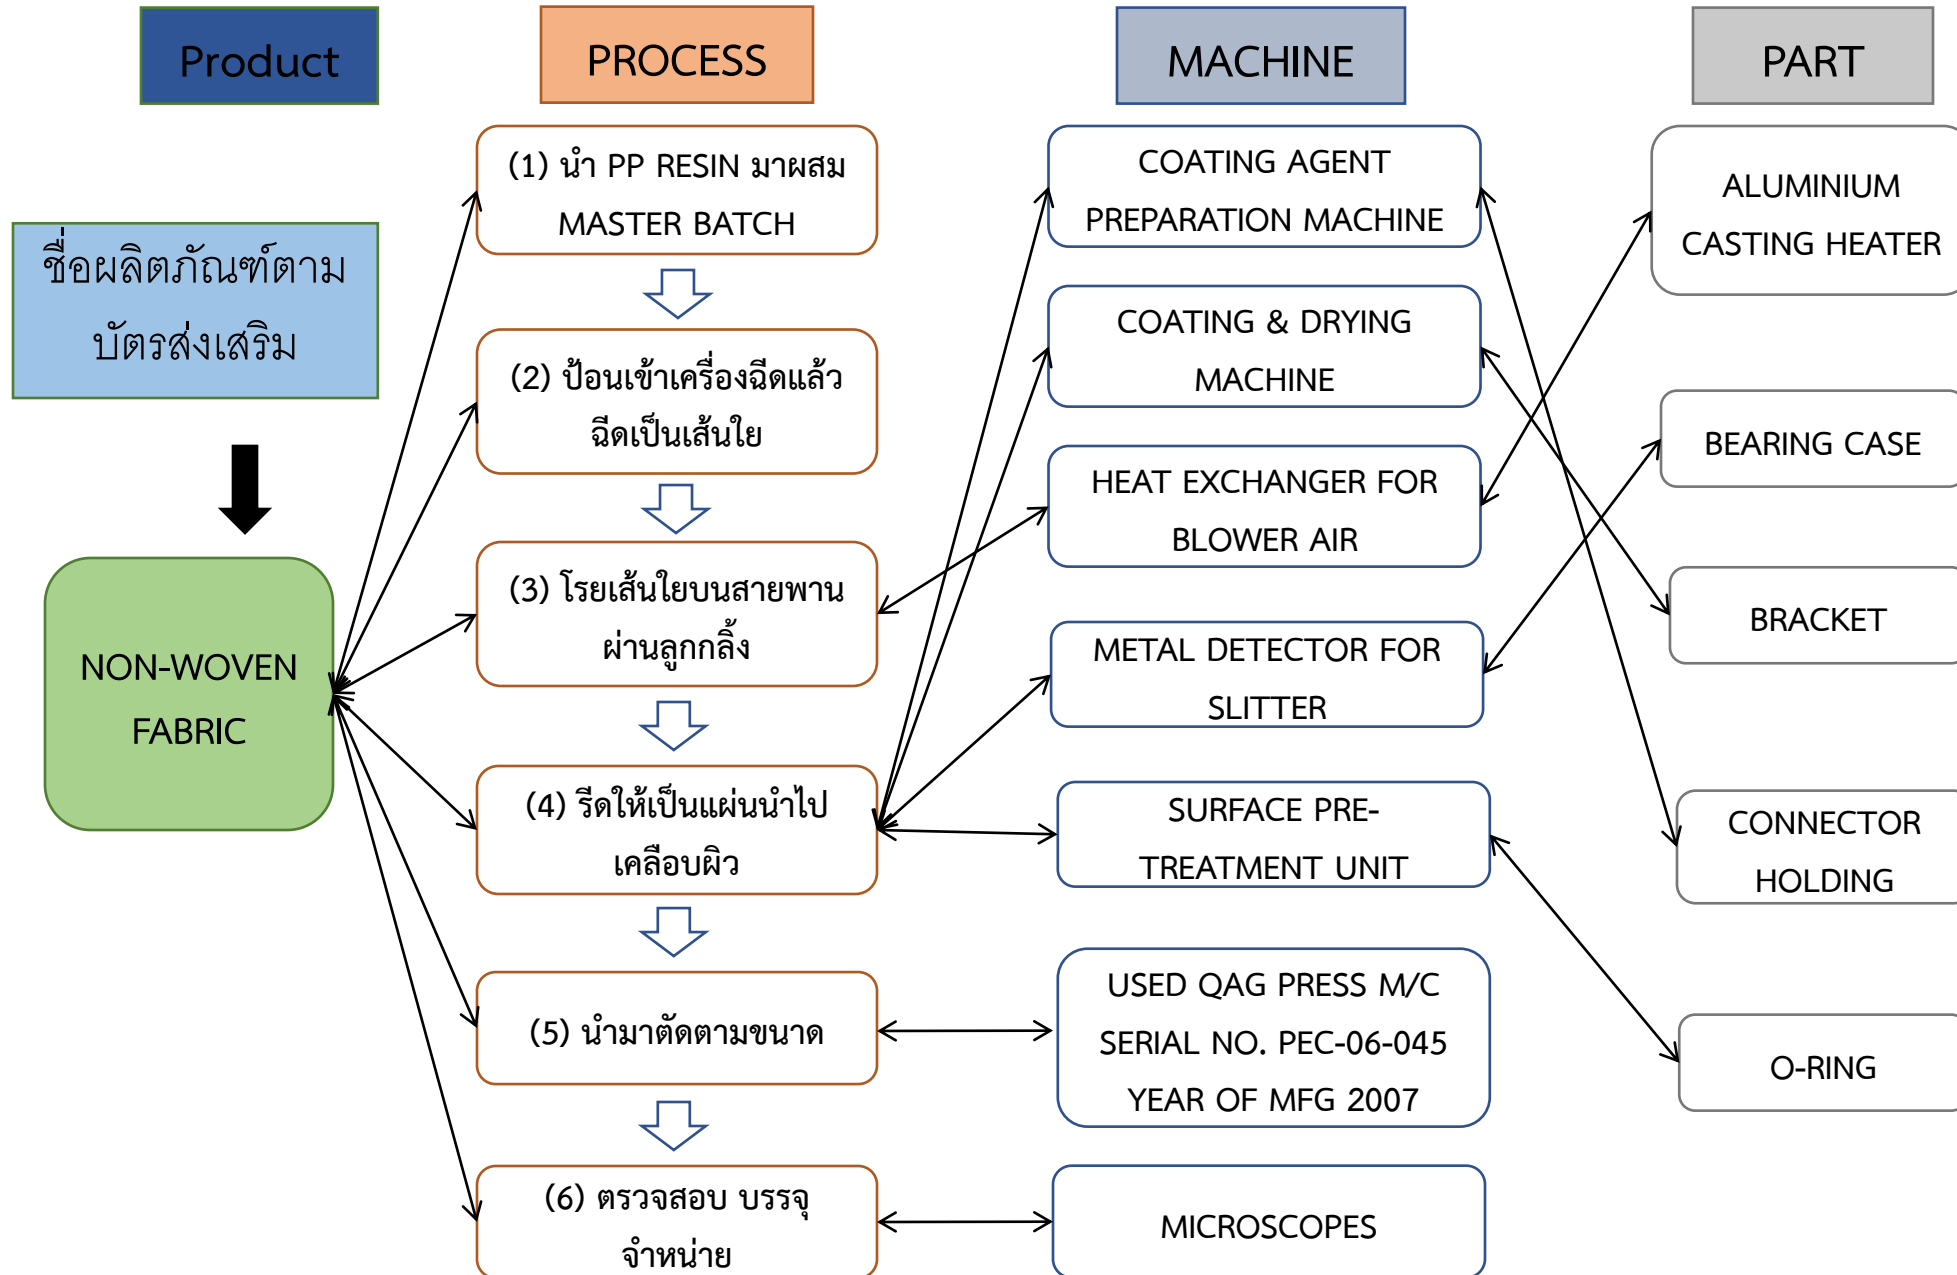 Product
PROCESS
MACHINE
PART
ชื่อผลิตภัณฑ์ตาม
บัตรส่งเสริม
NON-WOVEN
FABRIC
(1) นำ PP RESIN มาผสม
MASTER BATCH
(2) ป้อนเข้าเครื่องฉีดแล้ว
ฉีดเป็นเส้นใย
(3) โรยเส้นใยบนสายพาน
ผ่านลูกกลิ้ง
(4) รีดให้เป็นแผ่นนำไป
เคลือบผิว
(5) นำมาตัดตามขนาด
(6) ตรวจสอบ บรรจุ
จำหน่าย
COATING AGENT
PREPARATION MACHINE
COATING & DRYING
MACHINE
HEAT EXCHANGER FOR
BLOWER AIR
METAL DETECTOR FOR
SLITTER
SURFACE PRE-
TREATMENT UNIT
USED QAG PRESS M/C
SERIAL NO. PEC-06-045
YEAR OF MFG 2007
MICROSCOPES
ALUMINIUM
CASTING HEATER
BEARING CASE
BRACKET
CONNECTOR
HOLDING
O-RING